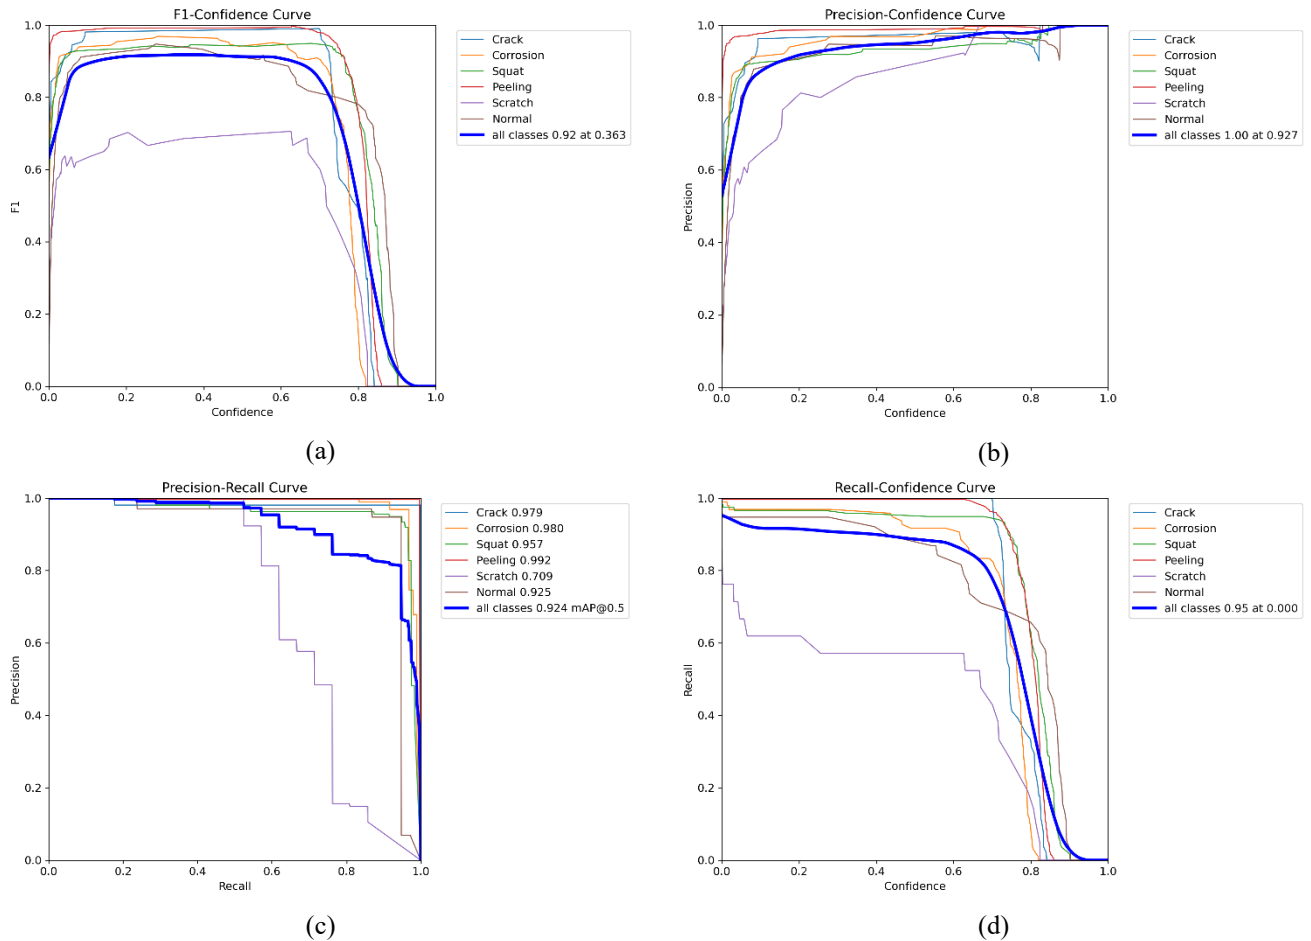 F1-Confidence Curve
1.0
0.8
0.6
0.4
0.2
0.0
F1
0.0 0.2 0.4 0.6 0.8 1.0
Confidence
Crack
Corrosion
Squat
Peeling
Scratch
Normal
all classes 0.92 at 0.363
(a)
Precision-Confidence Curve
1.0
0.8
0.6
0.4
0.2
0.0
Precision
0.0 0.2 0.4 0.6 0.8 1.0
Confidence
Crack
Corrosion
Squat
Peeling
Scratch
Normal
all classes 1.00 at 0.927
(b)
Precision-Recall Curve
1.0
0.8
0.6
0.4
0.2
0.0
Precision
0.0 0.2 0.4 0.6 0.8 1.0
Recall
Crack 0.979
Corrosion 0.980
Squat 0.957
Peeling 0.992
Scratch 0.709
Normal 0.925
all classes 0.924 mAP@0.5
(c)
Recall-Confidence Curve
1.0
0.8
0.6
0.4
0.2
0.0
Recall
0.0 0.2 0.4 0.6 0.8 1.0
Confidence
Crack
Corrosion
Squat
Peeling
Scratch
Normal
all classes 0.95 at 0.000
(d)